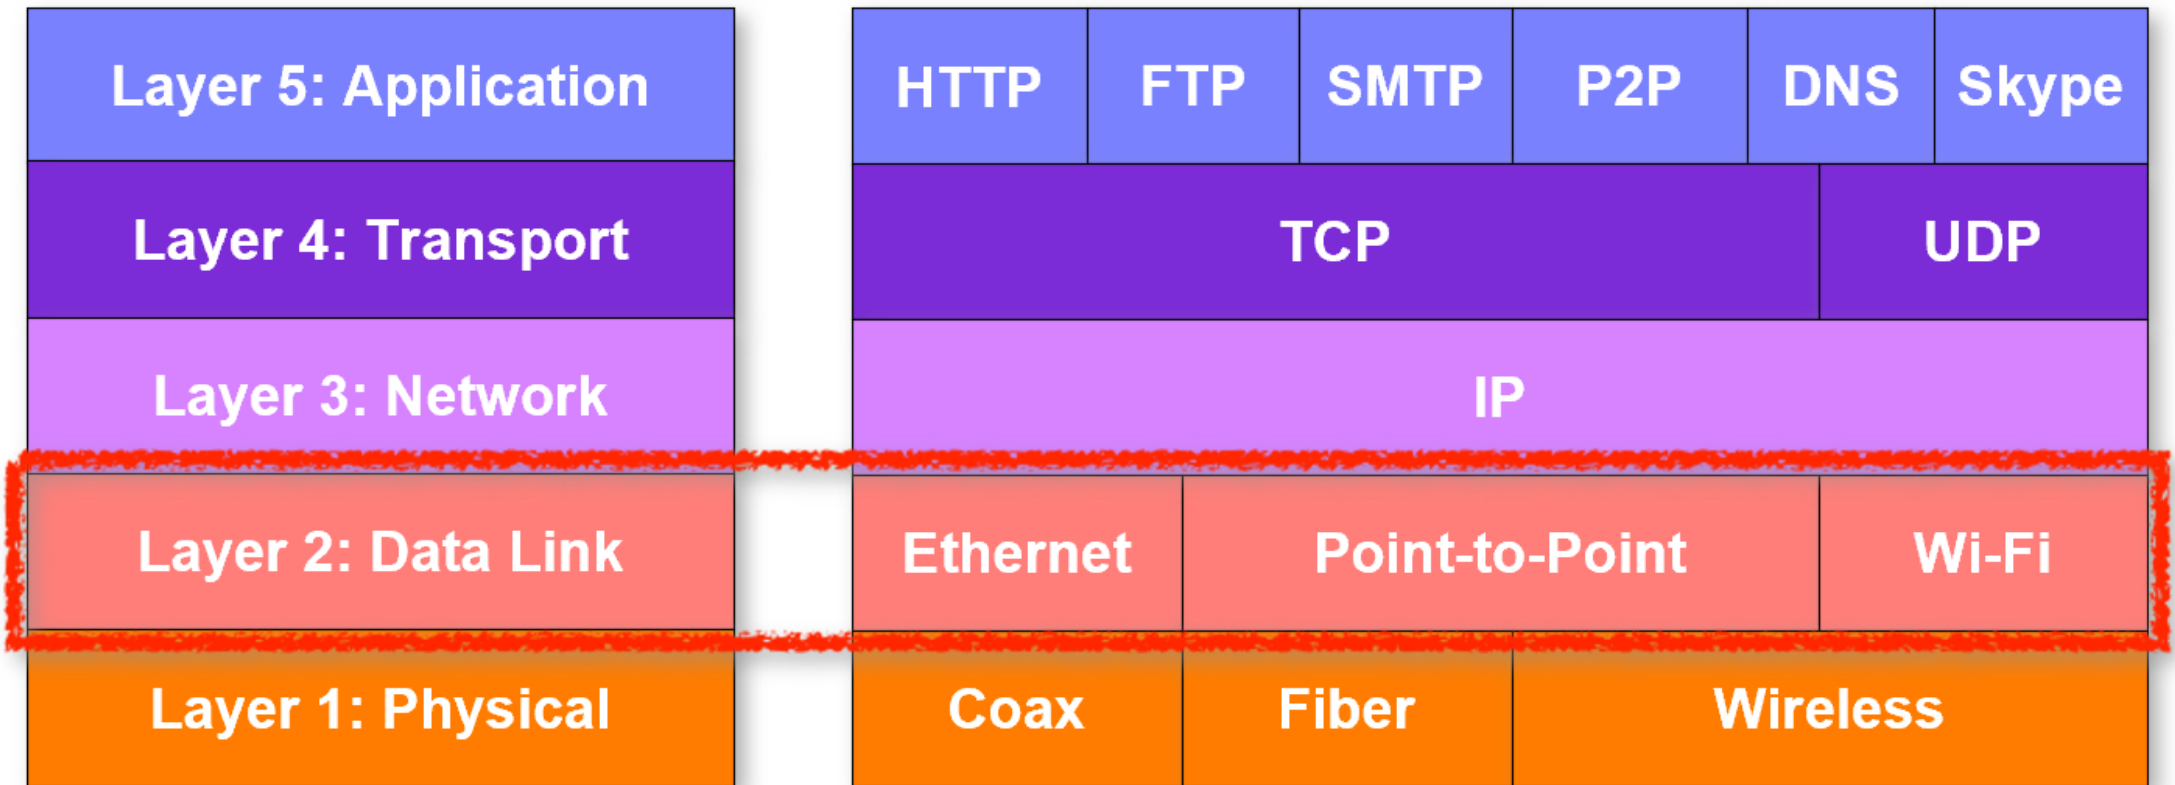 Layer 5: Application
HTTP FTP SMTP P2P DNS Skype
Layer 4: Transport
TCP UDP
Layer 3: Network
IP
Layer 2: Data Link
Ethernet Point-to-Point Wi-Fi
Layer 1: Physical
Coax Fiber Wireless